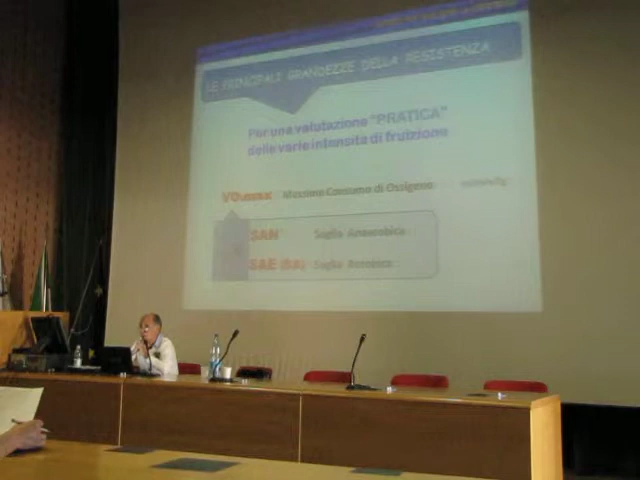 LE PRINCIPALI GRANDEZZE DELLA RESISTENZA
Per una valutazione "PRATICA"
delle varie intensità di fruizione
VO2max Massimo Consumo di Ossigeno
SAN Soglia Anaerobica
SAE (SA) Soglia Aerobica